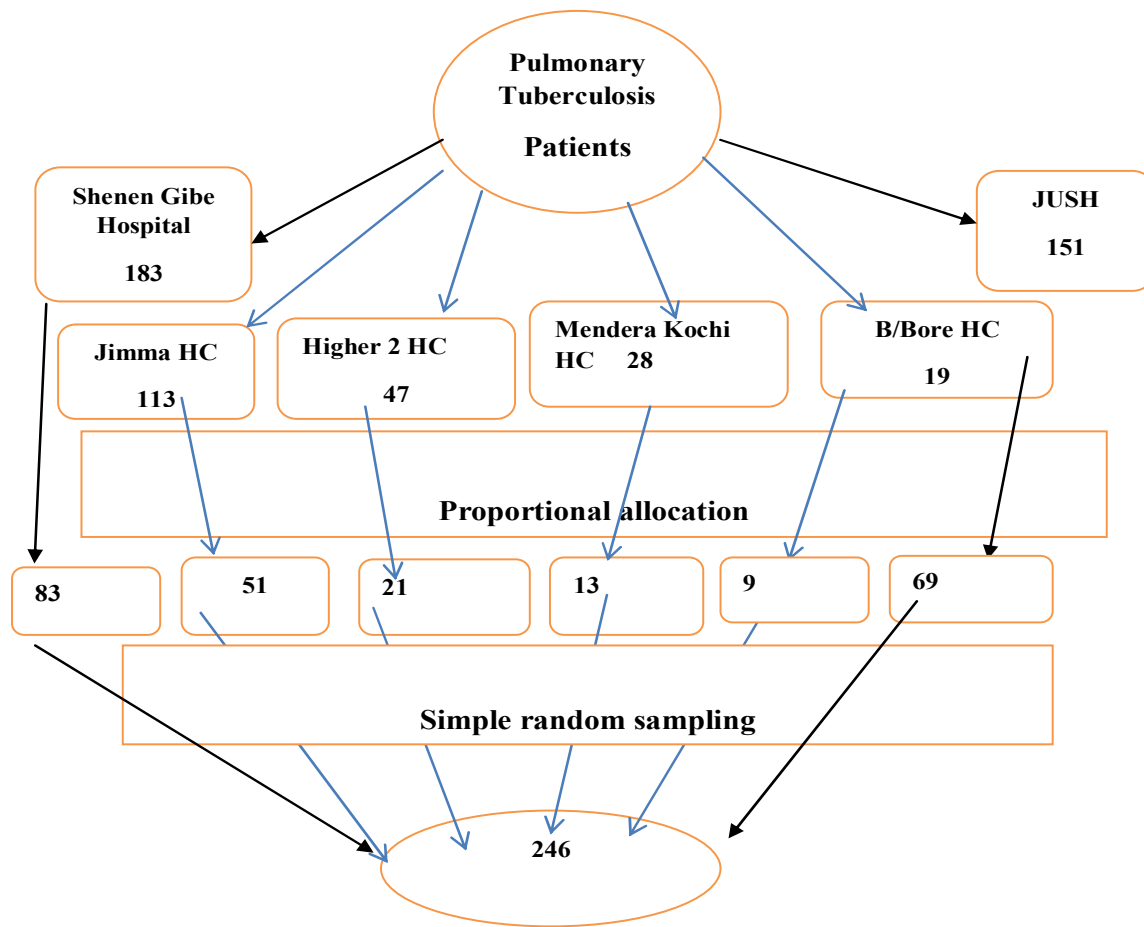 Pulmonary
Tuberculosis
Patients
Shenen Gibe
Hospital
183
JUSH
151
Jimma HC
113
Higher 2 HC
47
Mendera Kochi
HC 28
B/Bore HC
19
Proportional allocation
83
51
21
13
9
69
Simple random sampling
246